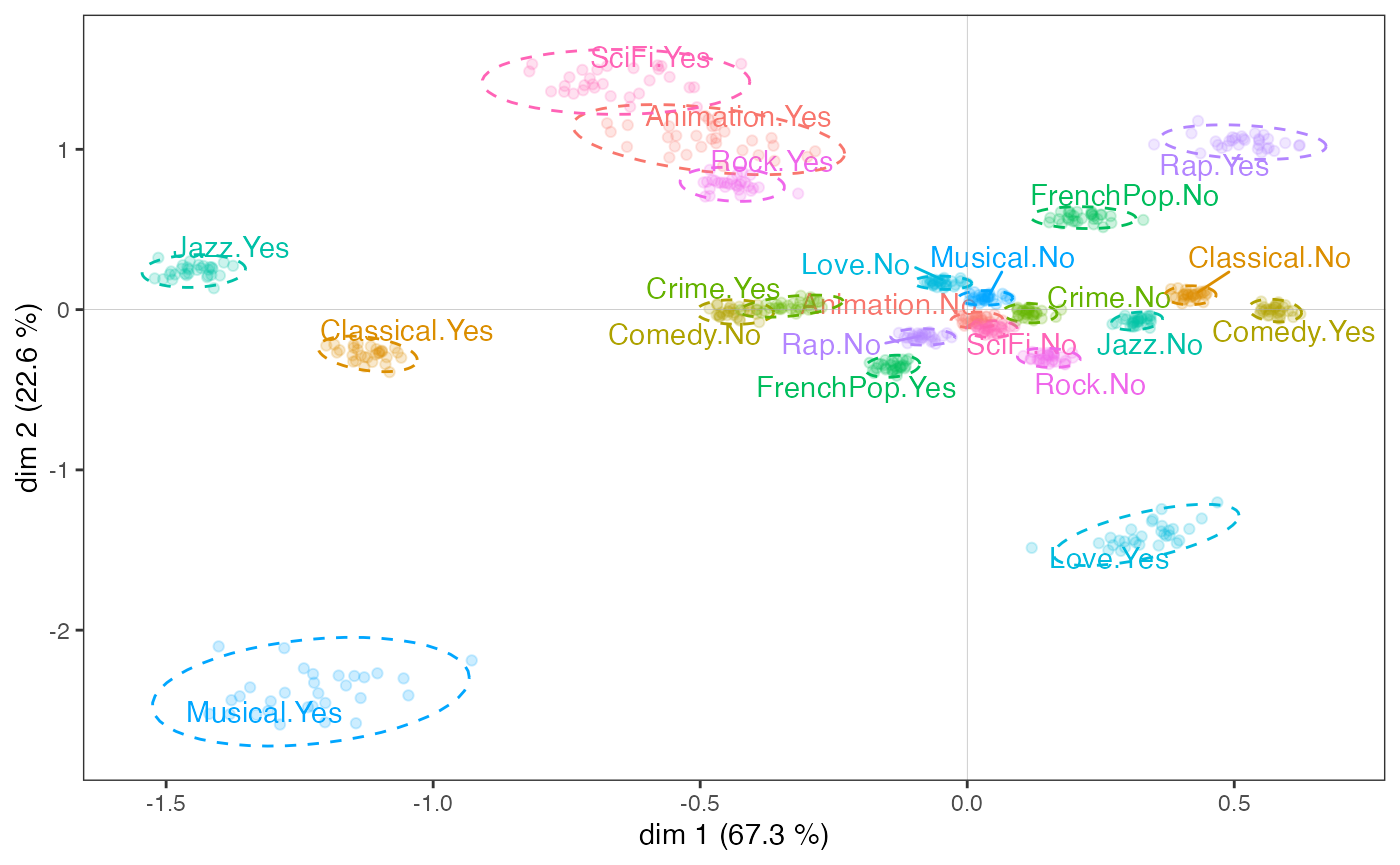 SciFi.Yes
Animation.Yes
Rock.Yes
Rap.Yes
FrenchPop.No
Jazz.Yes
Love.No
Musical.No
Classical.No
Crime.Yes
Animation.No
Crime.No
Classical.Yes
Comedy.No
Rap.No
SciFi.No
Jazz.No
Comedy.Yes
FrenchPop.Yes
Rock.No
Love.Yes
Musical.Yes
1
0
-1
-2
dim 2 (22.6 %)
-1.5 -1.0 -0.5 0.0 0.5
dim 1 (67.3 %)